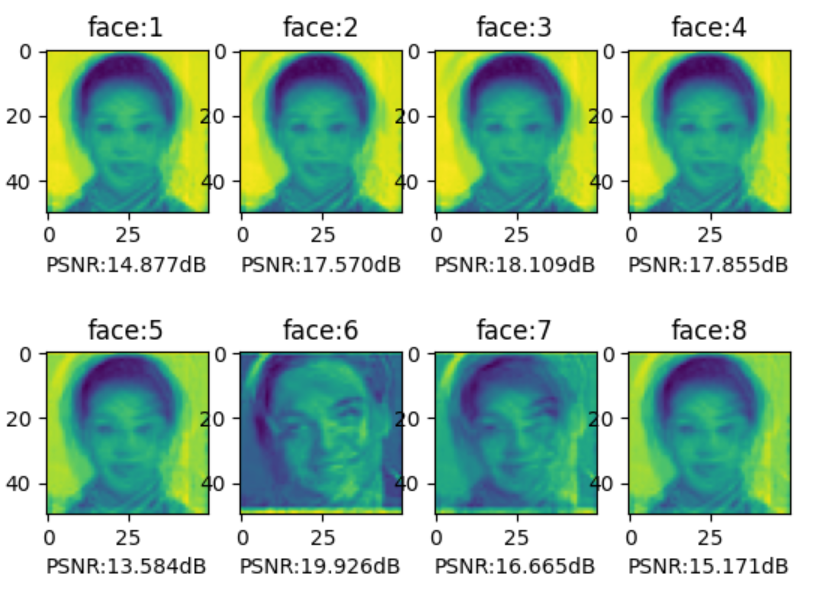 face:1 face:2 face:3 face:4
0 0 0 0
20 20 20 20
40 40 40 40
0 25 0 25 0 25 0 25
PSNR:14.877dB PSNR:17.570dB PSNR:18.109dB PSNR:17.855dB
face:5 face:6 face:7 face:8
0 0 0 0
20 20 20 20
40 40 40 40
0 25 0 25 0 25 0 25
PSNR:13.584dB PSNR:19.926dB PSNR:16.665dB PSNR:15.171dB